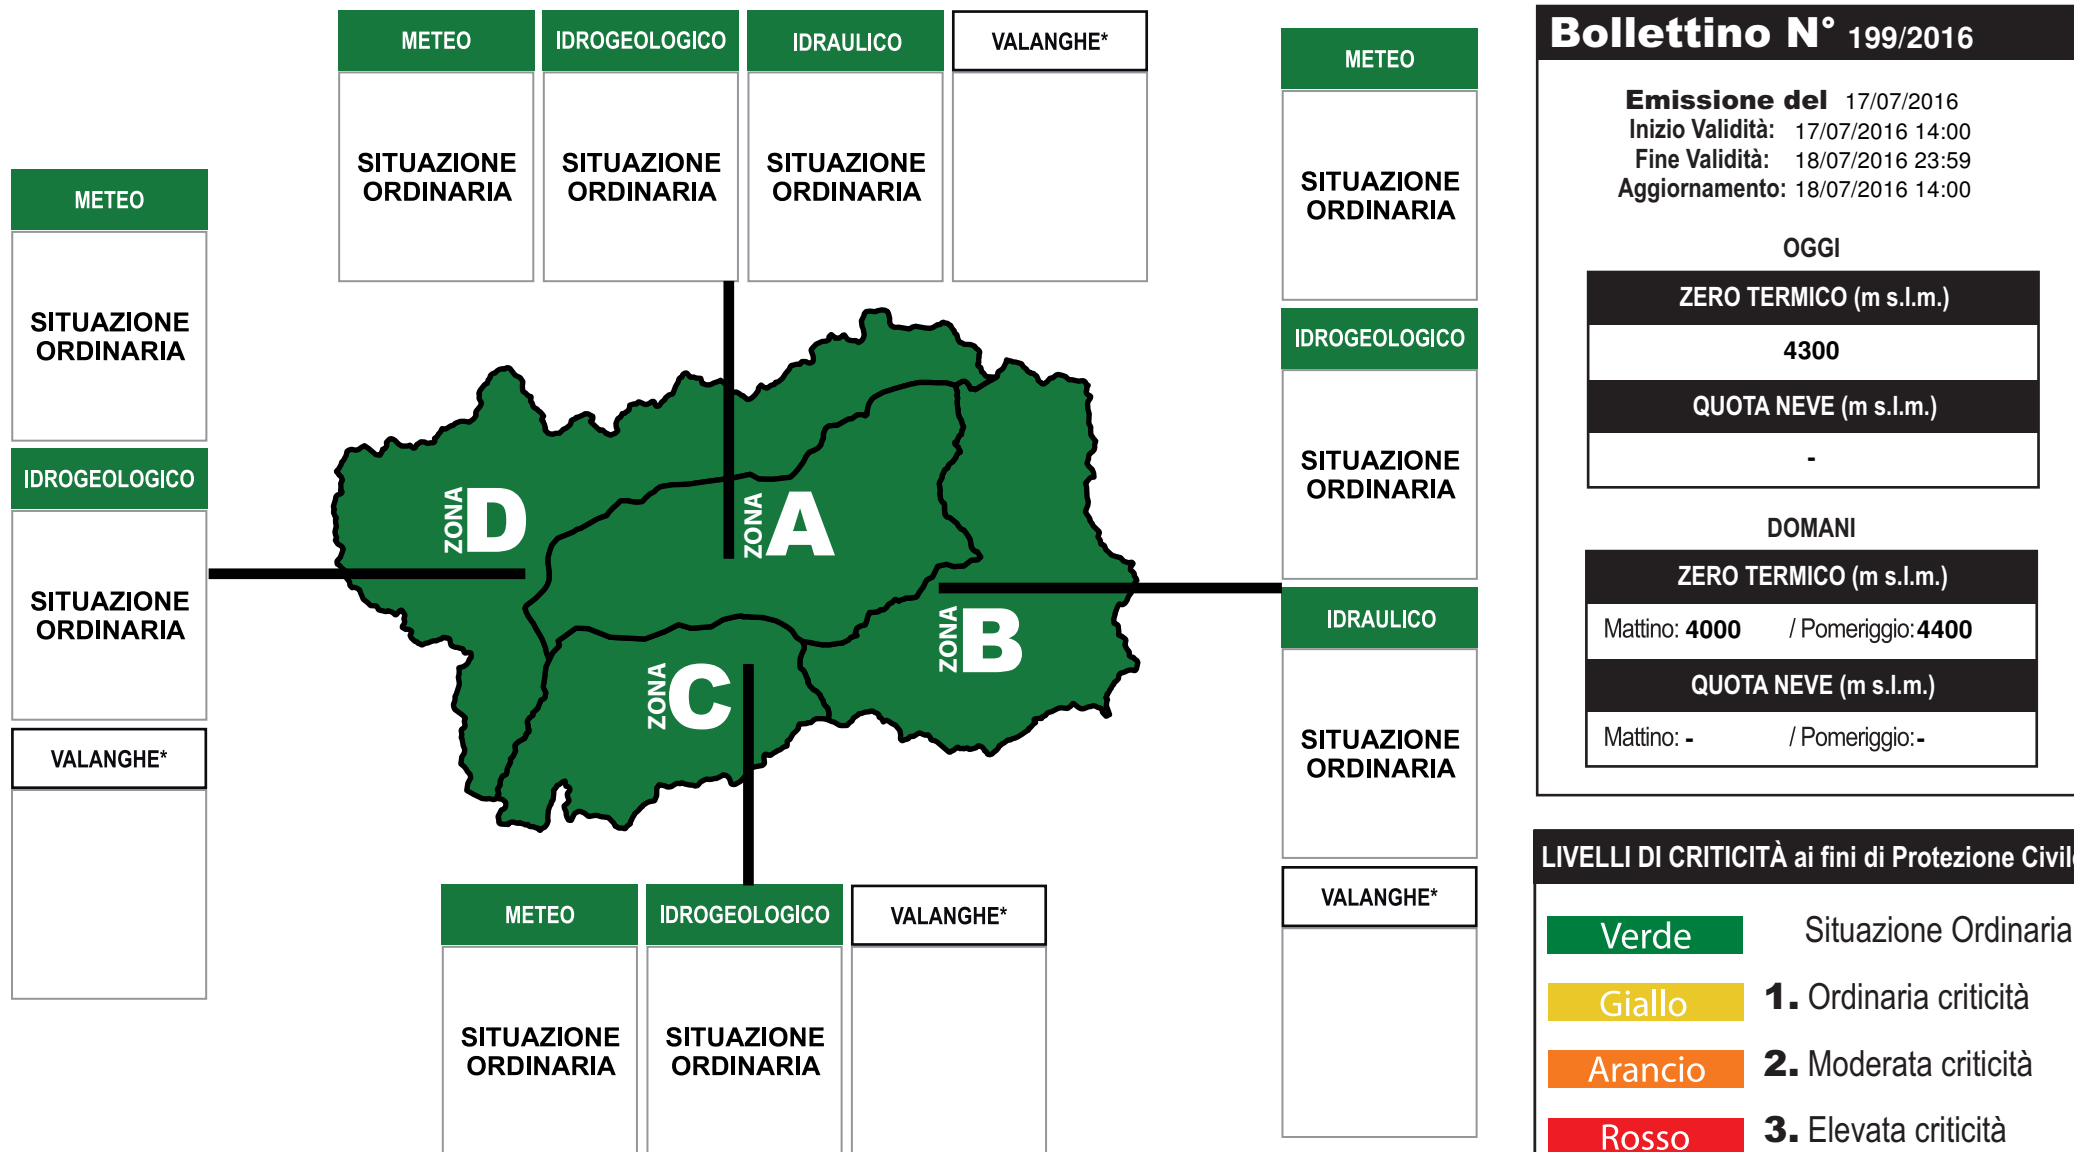 METEO
IDROGEOLOGICO
IDRAULICO
VALANGHE*
SITUAZIONE
ORDINARIA
SITUAZIONE
ORDINARIA
SITUAZIONE
ORDINARIA
METEO
SITUAZIONE
ORDINARIA
IDROGEOLOGICO
SITUAZIONE
ORDINARIA
VALANGHE*
ZONA D
ZONA A
ZONA B
ZONA C
METEO
SITUAZIONE
ORDINARIA
IDROGEOLOGICO
SITUAZIONE
ORDINARIA
IDRAULICO
SITUAZIONE
ORDINARIA
VALANGHE*
METEO
IDROGEOLOGICO
VALANGHE*
SITUAZIONE
ORDINARIA
SITUAZIONE
ORDINARIA
Bollettino N° 199/2016
Emissione del 17/07/2016
Inizio Validità: 17/07/2016 14:00
Fine Validità: 18/07/2016 23:59
Aggiornamento: 18/07/2016 14:00
OGGI
ZERO TERMICO (m s.l.m.)
4300
QUOTA NEVE (m s.l.m.)
-
DOMANI
ZERO TERMICO (m s.l.m.)
Mattino: 4000 / Pomeriggio: 4400
QUOTA NEVE (m s.l.m.)
Mattino: - / Pomeriggio: -
LIVELLI DI CRITICITÀ ai fini di Protezione Civile
Verde Situazione Ordinaria
Giallo 1. Ordinaria criticità
Arancio 2. Moderata criticità
Rosso 3. Elevata criticità